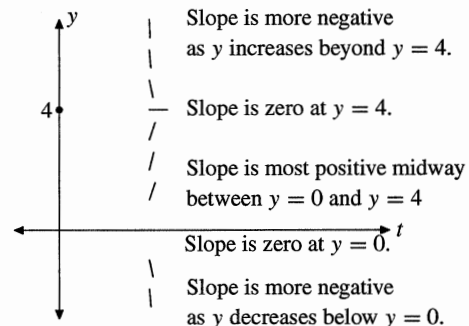 y
Slope is more negative
as y increases beyond y = 4.
4
Slope is zero at y = 4.
Slope is most positive midway
between y = 0 and y = 4
t
Slope is zero at y = 0.
Slope is more negative
as y decreases below y = 0.